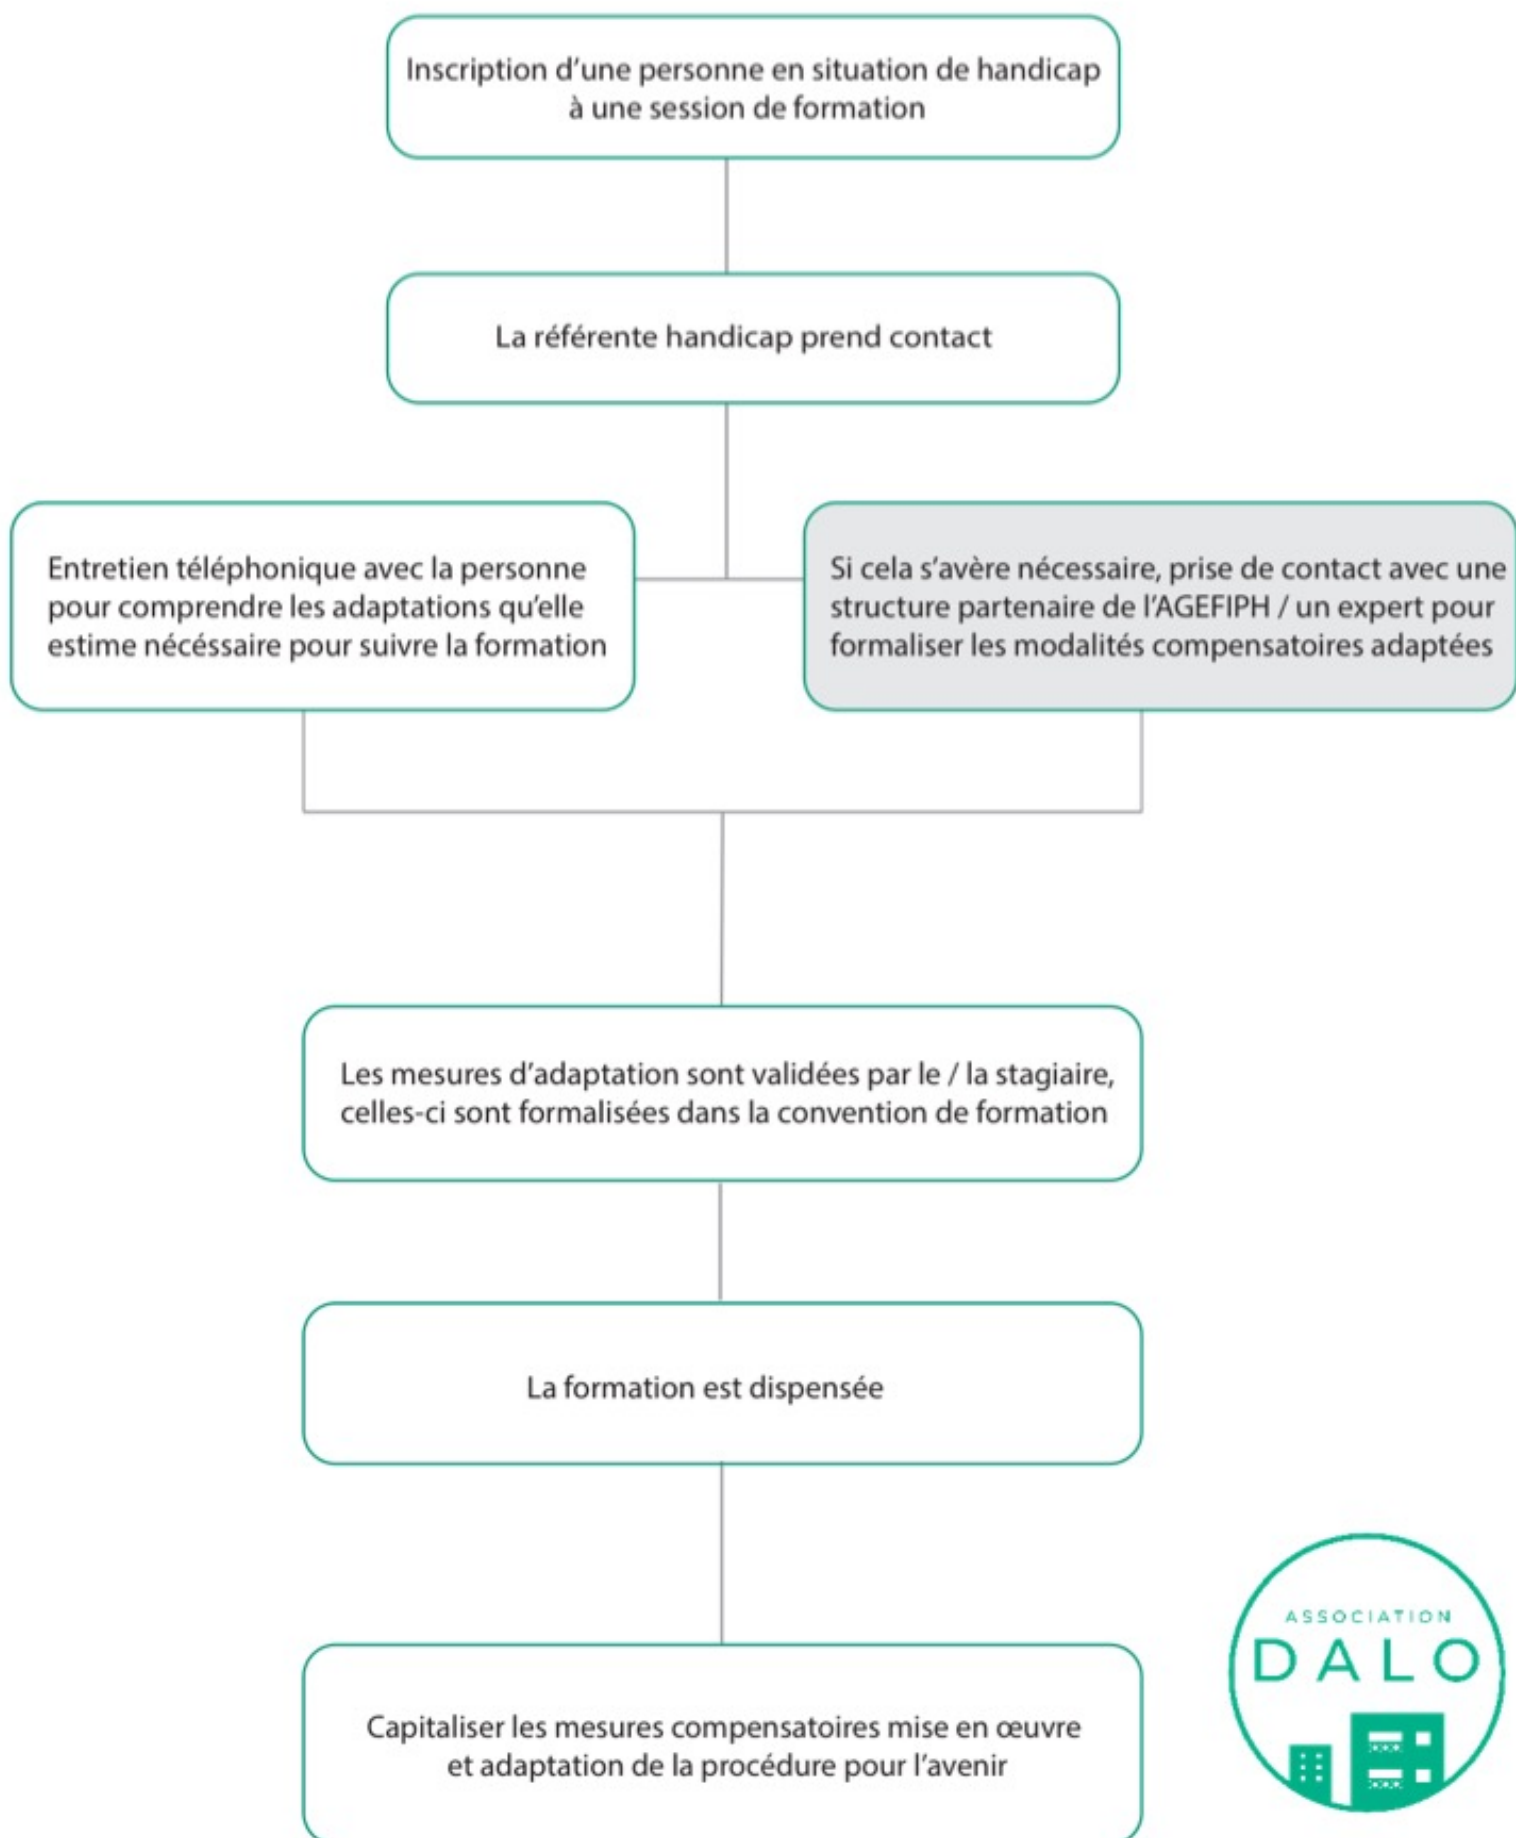 Inscription d’une personne en situation de handicap
à une session de formation
La référente handicap prend contact
Entretien téléphonique avec la personne
pour comprendre les adaptations qu’elle
estime nécéssaire pour suivre la formation
Si cela s’avère nécessaire, prise de contact avec une
structure partenaire de l’AGEFIPH / un expert pour
formaliser les modalités compensatoires adaptées
Les mesures d’adaptation sont validées par le / la stagiaire,
celles-ci sont formalisées dans la convention de formation
La formation est dispensée
Capitaliser les mesures compensatoires mise en œuvre
et adaptation de la procédure pour l’avenir
ASSOCIATION
DALO